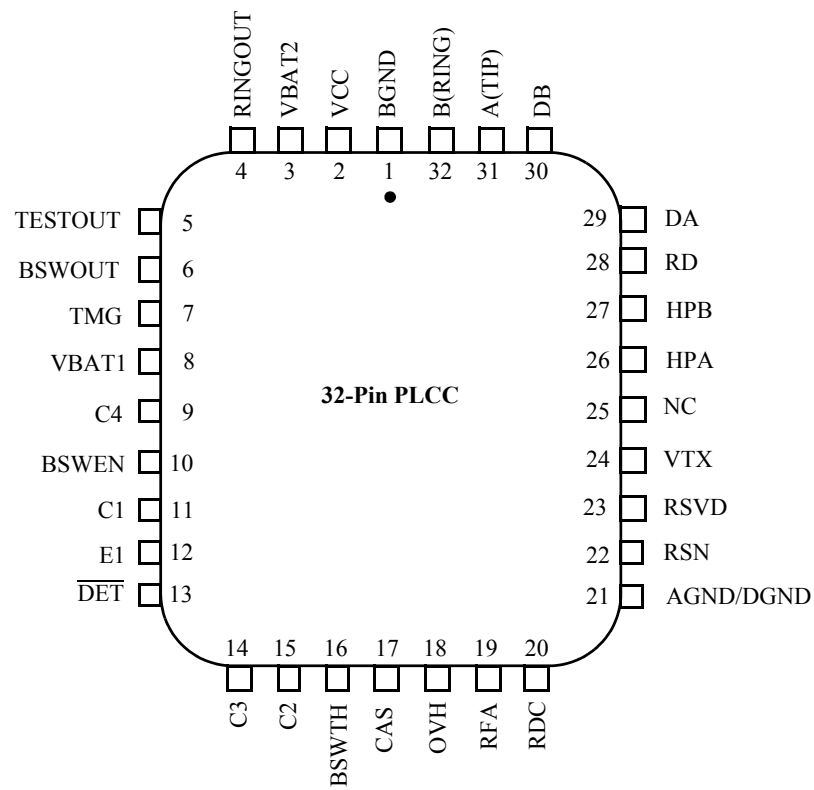 RINGOUT
VBAT2
VCC
BGND
B(RING)
A(TIP)
DB
4
3
2
1
32
31
30
TESTOUT 5
BSWOUT 6
TMG 7
VBAT1 8
C4 9
BSWEN 10
C1 11
E1 12
DET 13
32-Pin PLCC
29 DA
28 RD
27 HPB
26 HPA
25 NC
24 VTX
23 RSVD
22 RSN
21 AGND/DGND
14
15
16
17
18
19
20
C3
C2
BSWTH
CAS
OVH
RFA
RDC